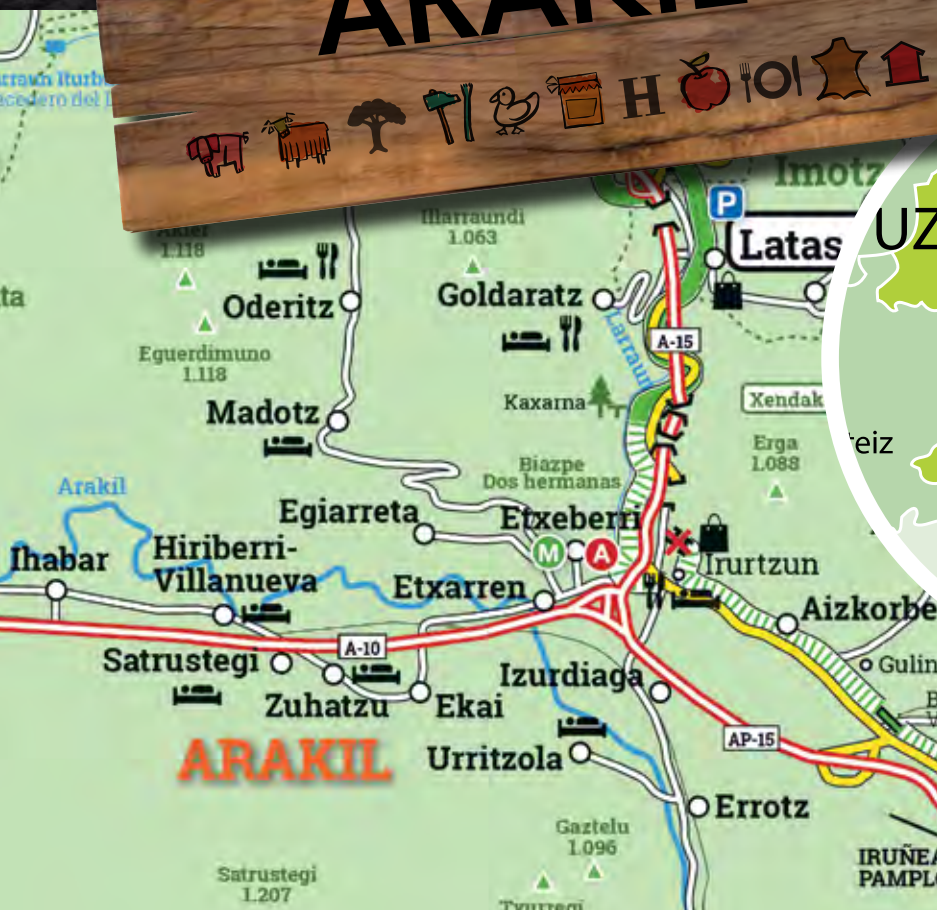 ARAKIL
H
Imotz
P
UZ
Latas
Illarraundi
1.063
1.118
Oderitz
Goldaratz
Larraun
A-15
Eguerdimuno
1.118
Madotz
Kaxarna
Xendak
teiz
Erga
1.088
Biazpe
Dos hermanas
Arakil
Egiarreta
Etxeberri
M
A
Ihabar
Hiriberri-
Villanueva
Etxarren
Irurtzun
Aizkorbe
A-10
Satrustegi
Zuhatzu
Ekai
Izurdiaga
Gulin
AP-15
ARAKIL
Urritzola
Errotz
Gaztelu
1.096
IRUÑEA
PAMPL
Satrustegi
1.207